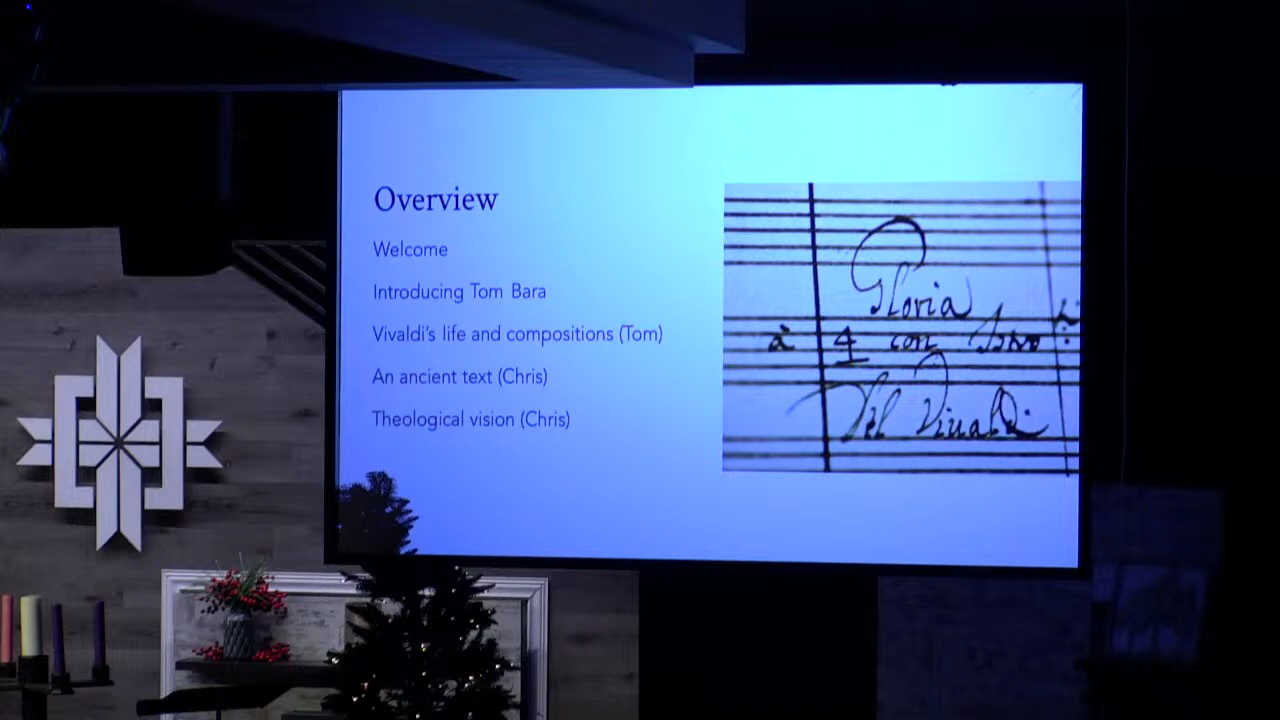 Overview
Welcome
Introducing Tom Bara
Vivaldi's life and compositions (Tom)
An ancient text (Chris)
Theological vision (Chris)
Gloria
à 4 con
Del Vivaldi